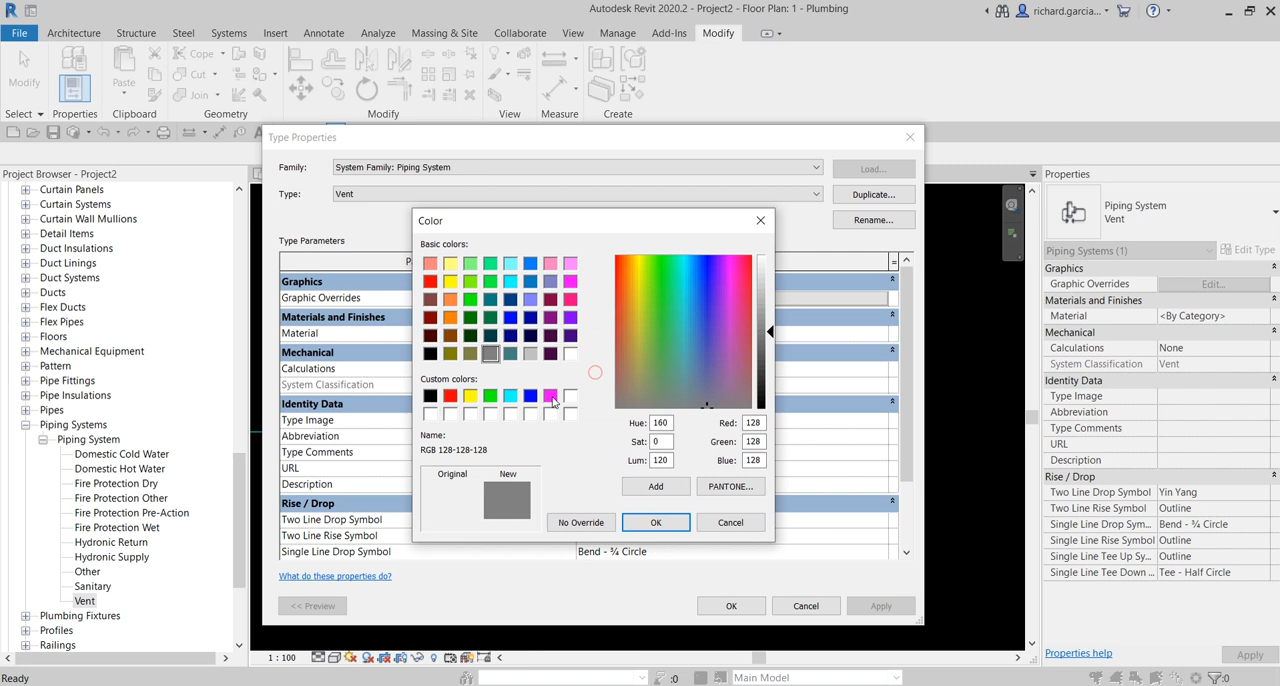 Autodesk Revit 2020.2 - Project2 - Floor Plan: 1 - Plumbing
richard.garcia...
File Architecture Structure Steel Systems Insert Annotate Analyze Massing & Site Collaborate View Manage Add-Ins Modify
Modify Paste Cope
Cut
Join
Select Properties Clipboard Geometry Modify View Measure Create
Project Browser - Project2
Curtain Panels
Curtain Systems
Curtain Wall Mullions
Detail Items
Duct Insulations
Duct Linings
Duct Systems
Ducts
Flex Ducts
Flex Pipes
Floors
Mechanical Equipment
Pattern
Pipe Fittings
Pipe Insulations
Pipes
Piping Systems
Piping System
Domestic Cold Water
Domestic Hot Water
Fire Protection Dry
Fire Protection Other
Fire Protection Pre-Action
Fire Protection Wet
Hydronic Return
Hydronic Supply
Other
Sanitary
Vent
Plumbing Fixtures
Profiles
Railings
Type Properties
Family: System Family: Piping System Load...
Type: Vent Duplicate...
Rename...
Type Parameters
P =
Graphics
Graphic Overrides
Materials and Finishes
Material
Mechanical
Calculations
System Classification
Identity Data
Type Image
Abbreviation
Type Comments
URL
Description
Rise / Drop
Two Line Drop Symbol
Two Line Rise Symbol
Single Line Drop Symbol Bend - ¾ Circle
What do these properties do?
<< Preview OK Cancel Apply
Color
Basic colors:
Custom colors:
Name:
RGB 128-128-128
Original New
Hue: 160 Red: 128
Sat: 0 Green: 128
Lum: 120 Blue: 128
Add PANTONE...
No Override OK Cancel
Properties
Piping System
Vent
Piping Systems (1) Edit Type
Graphics
Graphic Overrides Edit...
Materials and Finishes
Material <By Category>
Mechanical
Calculations None
System Classification Vent
Identity Data
Type Image
Abbreviation
Type Comments
URL
Description
Rise / Drop
Two Line Drop Symbol Yin Yang
Two Line Rise Symbol Outline
Single Line Drop Sym... Bend - ¾ Circle
Single Line Rise Symbol Outline
Single Line Tee Up Sy... Outline
Single Line Tee Down ... Tee - Half Circle
Properties help Apply
1 : 100
Ready :0 Main Model :0